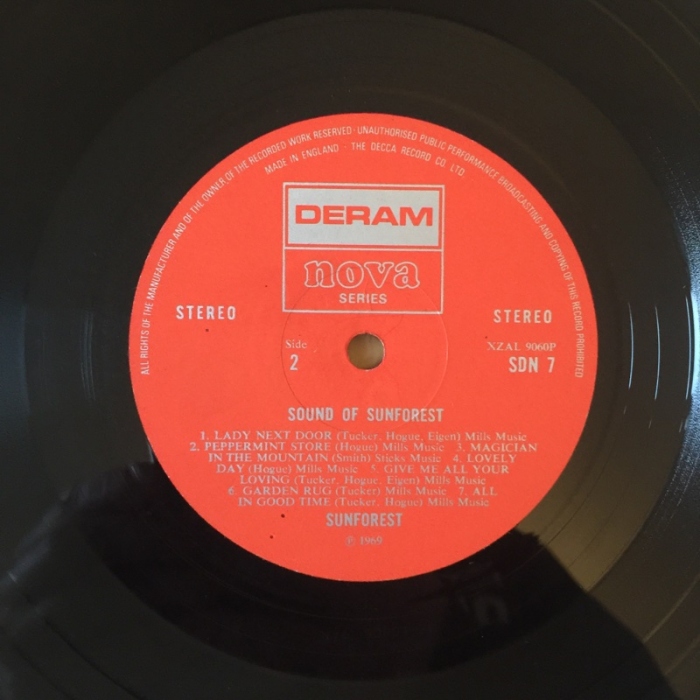 ALL RIGHTS OF THE MANUFACTURER AND OF THE OWNER OF THE RECORDED WORK RESERVED · UNAUTHORISED PUBLIC PERFORMANCE BROADCASTING AND COPYING OF THIS RECORD PROHIBITED
MADE IN ENGLAND · THE DECCA RECORD CO. LTD.
DERAM
nova
SERIES
STEREO
STEREO
Side
2
XZAL 9060P
SDN 7
SOUND OF SUNFOREST
1. LADY NEXT DOOR (Tucker, Hogue, Eigen) Mills Music
2. PEPPERMINT STORE (Hogue) Mills Music 3. MAGICIAN
IN THE MOUNTAIN (Smith) Sticks Music 4. LOVELY
DAY (Hogue) Mills Music 5. GIVE ME ALL YOUR
LOVING (Tucker, Hogue, Eigen) Mills Music
6. GARDEN RUG (Tucker) Mills Music 7. ALL
IN GOOD TIME (Tucker, Hogue) Mills Music
SUNFOREST
℗ 1969